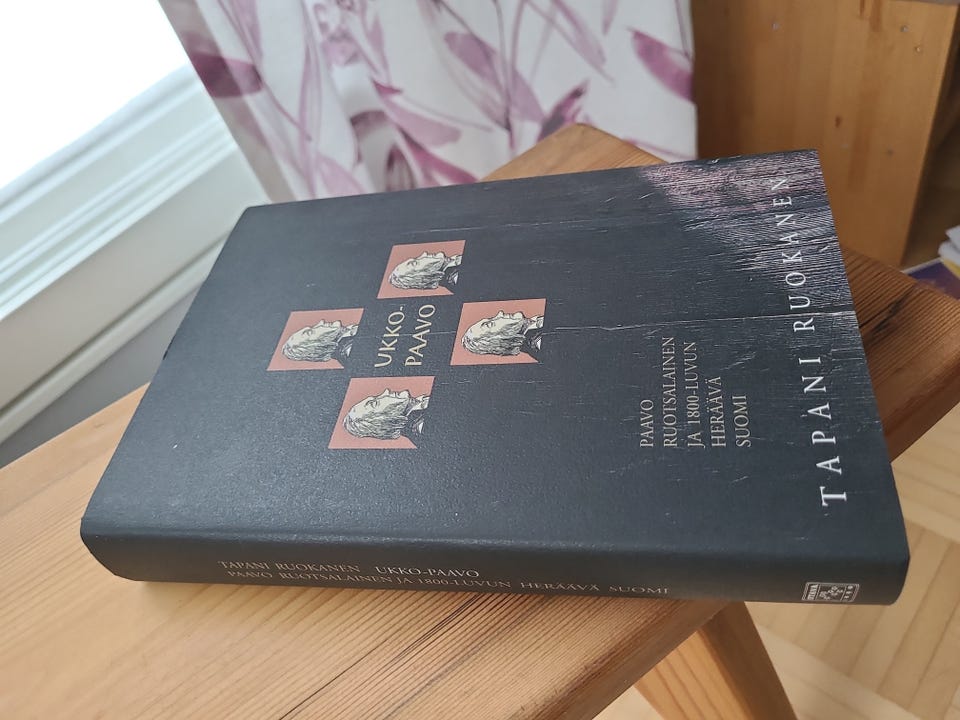 UKKO-
PAAVO
PAAVO
RUOTSALAINEN
JA 1800-LUVUN
HERÄÄVÄ
SUOMI
TAPANI RUOKANEN
TAPANI RUOKANEN UKKO-PAAVO
PAAVO RUOTSALAINEN JA 1800-LUVUN HERÄÄVÄ SUOMI
OTAVA